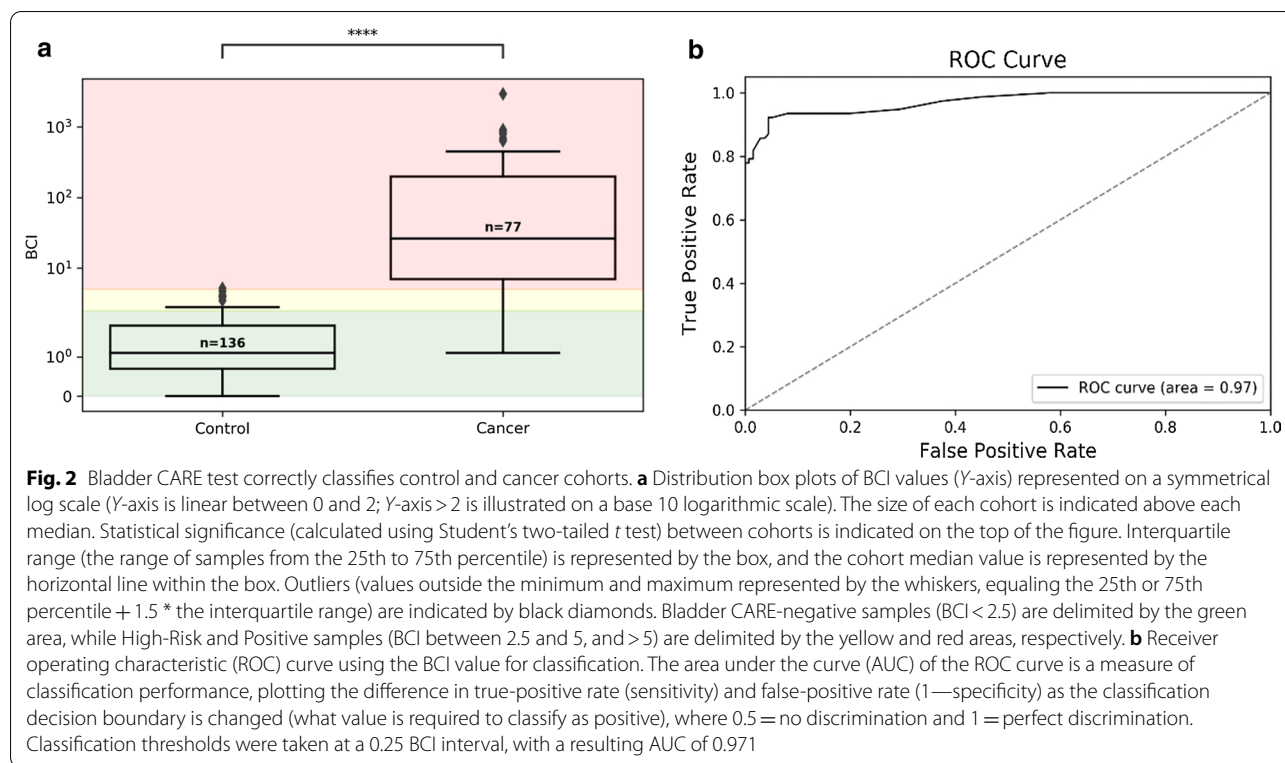 a
****
BCI
10³
10²
10¹
10⁰
0
n=136
n=77
Control
Cancer
b
ROC Curve
True Positive Rate
1.0
0.8
0.6
0.4
0.2
0.0
ROC curve (area = 0.97)
0.0 0.2 0.4 0.6 0.8 1.0
False Positive Rate
Fig. 2 Bladder CARE test correctly classifies control and cancer cohorts. a Distribution box plots of BCI values (Y-axis) represented on a symmetrical
log scale (Y-axis is linear between 0 and 2; Y-axis > 2 is illustrated on a base 10 logarithmic scale). The size of each cohort is indicated above each
median. Statistical significance (calculated using Student's two-tailed t test) between cohorts is indicated on the top of the figure. Interquartile
range (the range of samples from the 25th to 75th percentile) is represented by the box, and the cohort median value is represented by the
horizontal line within the box. Outliers (values outside the minimum and maximum represented by the whiskers, equaling the 25th or 75th
percentile + 1.5 * the interquartile range) are indicated by black diamonds. Bladder CARE-negative samples (BCI < 2.5) are delimited by the green
area, while High-Risk and Positive samples (BCI between 2.5 and 5, and > 5) are delimited by the yellow and red areas, respectively. b Receiver
operating characteristic (ROC) curve using the BCI value for classification. The area under the curve (AUC) of the ROC curve is a measure of
classification performance, plotting the difference in true-positive rate (sensitivity) and false-positive rate (1—specificity) as the classification
decision boundary is changed (what value is required to classify as positive), where 0.5 = no discrimination and 1 = perfect discrimination.
Classification thresholds were taken at a 0.25 BCI interval, with a resulting AUC of 0.971